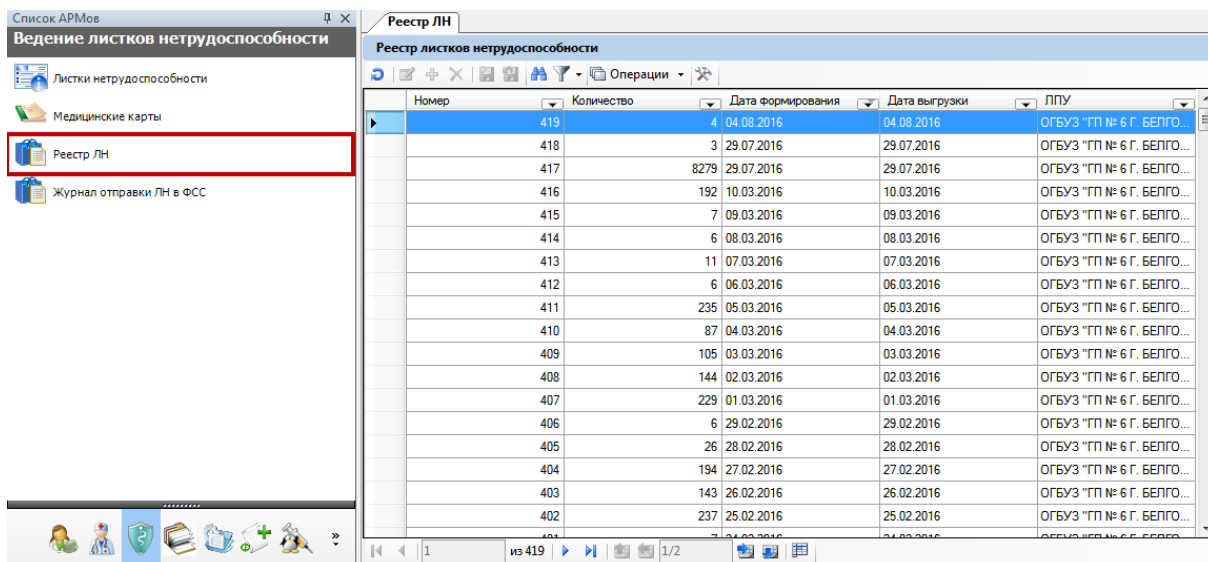 Список АРМов
Ведение листков нетрудоспособности
Листки нетрудоспособности
Медицинские карты
Реестр ЛН
Журнал отправки ЛН в ФСС
»
Реестр ЛН
Реестр листков нетрудоспособности
Операции
Номер Количество Дата формирования Дата выгрузки ЛПУ
419 4 04.08.2016 04.08.2016 ОГБУЗ "ГП № 6 Г. БЕЛГО...
418 3 29.07.2016 29.07.2016 ОГБУЗ "ГП № 6 Г. БЕЛГО...
417 8279 29.07.2016 29.07.2016 ОГБУЗ "ГП № 6 Г. БЕЛГО...
416 192 10.03.2016 10.03.2016 ОГБУЗ "ГП № 6 Г. БЕЛГО...
415 7 09.03.2016 09.03.2016 ОГБУЗ "ГП № 6 Г. БЕЛГО...
414 6 08.03.2016 08.03.2016 ОГБУЗ "ГП № 6 Г. БЕЛГО...
413 11 07.03.2016 07.03.2016 ОГБУЗ "ГП № 6 Г. БЕЛГО...
412 6 06.03.2016 06.03.2016 ОГБУЗ "ГП № 6 Г. БЕЛГО...
411 235 05.03.2016 05.03.2016 ОГБУЗ "ГП № 6 Г. БЕЛГО...
410 87 04.03.2016 04.03.2016 ОГБУЗ "ГП № 6 Г. БЕЛГО...
409 105 03.03.2016 03.03.2016 ОГБУЗ "ГП № 6 Г. БЕЛГО...
408 144 02.03.2016 02.03.2016 ОГБУЗ "ГП № 6 Г. БЕЛГО...
407 229 01.03.2016 01.03.2016 ОГБУЗ "ГП № 6 Г. БЕЛГО...
406 6 29.02.2016 29.02.2016 ОГБУЗ "ГП № 6 Г. БЕЛГО...
405 26 28.02.2016 28.02.2016 ОГБУЗ "ГП № 6 Г. БЕЛГО...
404 194 27.02.2016 27.02.2016 ОГБУЗ "ГП № 6 Г. БЕЛГО...
403 143 26.02.2016 26.02.2016 ОГБУЗ "ГП № 6 Г. БЕЛГО...
402 237 25.02.2016 25.02.2016 ОГБУЗ "ГП № 6 Г. БЕЛГО...
1 из 419 1/2